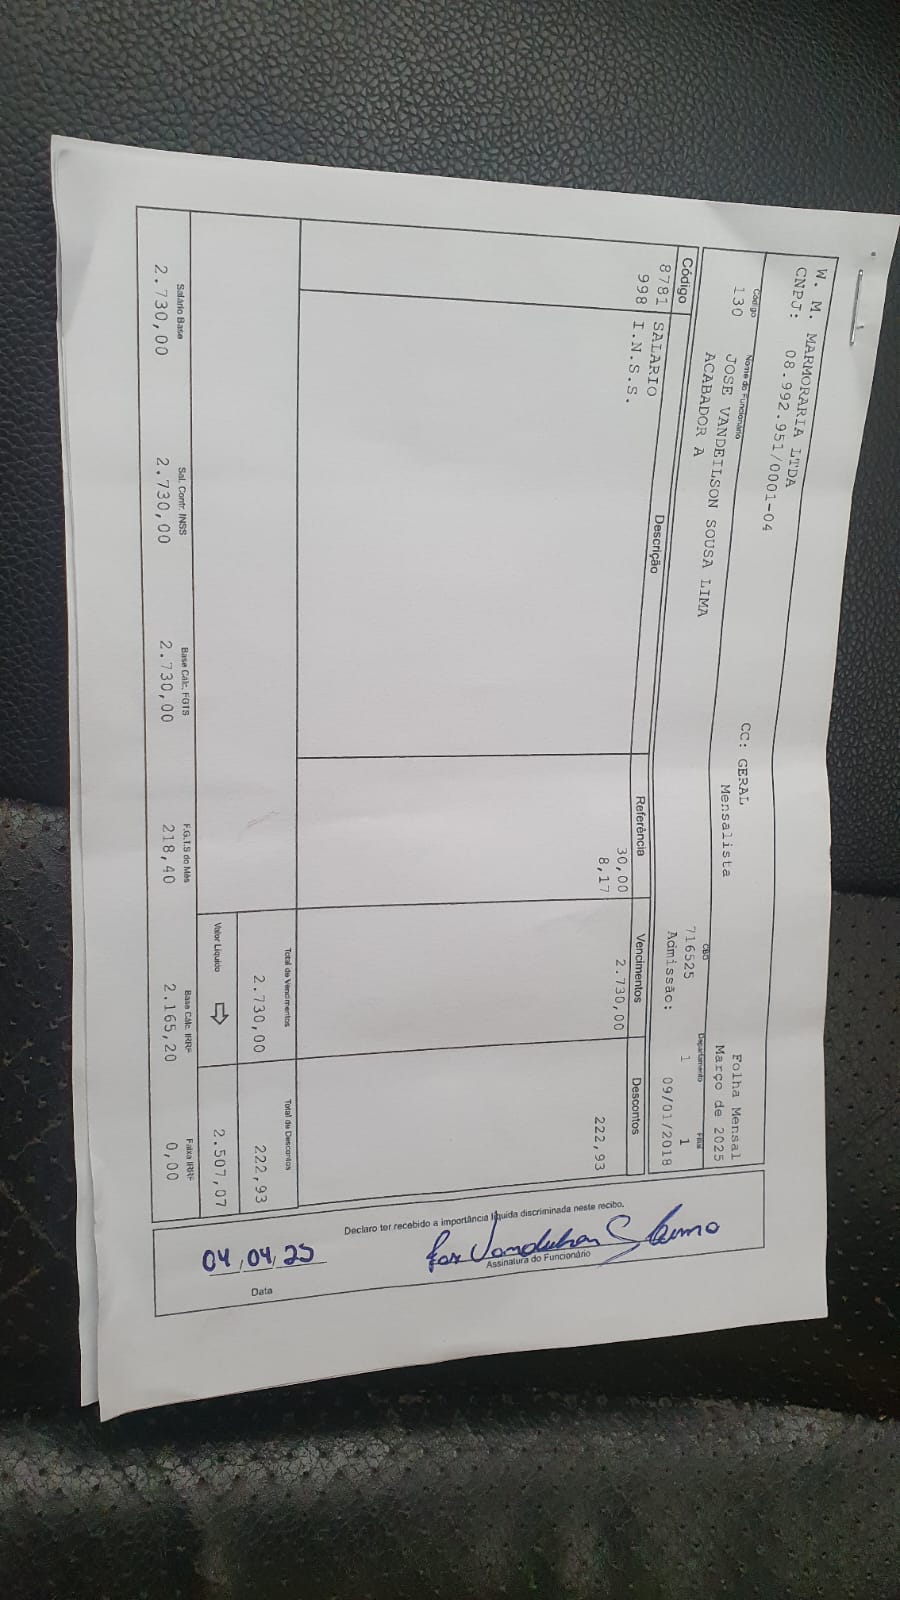 W. M. MARMORARIA LTDA
CNPJ: 08.992.951/0001-04
CC: GERAL
Mensalista
Folha Mensal
Março de 2025
Código Nome do Funcionário CBO Departamento Filial
130 JOSE VANDEILSON SOUSA LIMA 716525 1 1
ACABADOR A Admissão: 09/01/2018
Código Descrição Referência Vencimentos Descontos
8781 SALARIO 30,00 2.730,00
998 I.N.S.S. 8,17 222,93
Total de Vencimentos Total de Descontos
2.730,00 222,93
Valor Líquido 2.507,07
Salário Base Sal. Contr. INSS Base Cálc. FGTS F.G.T.S do Mês Base Cálc. IRRF Faixa IRRF
2.730,00 2.730,00 2.730,00 218,40 2.165,20 0,00
Declaro ter recebido a importância líquida discriminada neste recibo.
Assinatura do Funcionário
04/04/25
Data